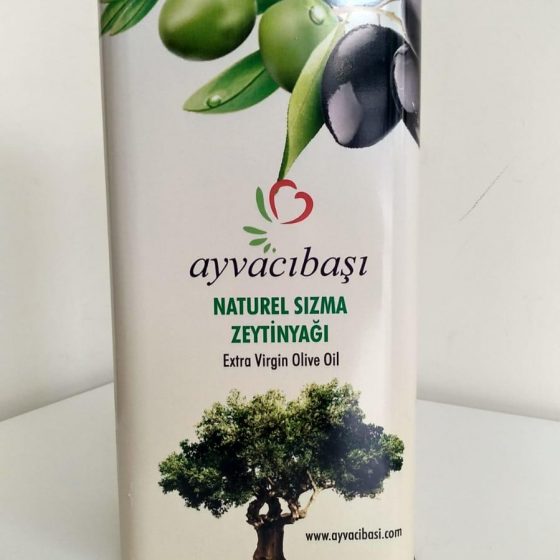 ayvacıbaşı
NATUREL SIZMA
ZEYTİNYAĞI
Extra Virgin Olive Oil
www.ayvacibasi.com